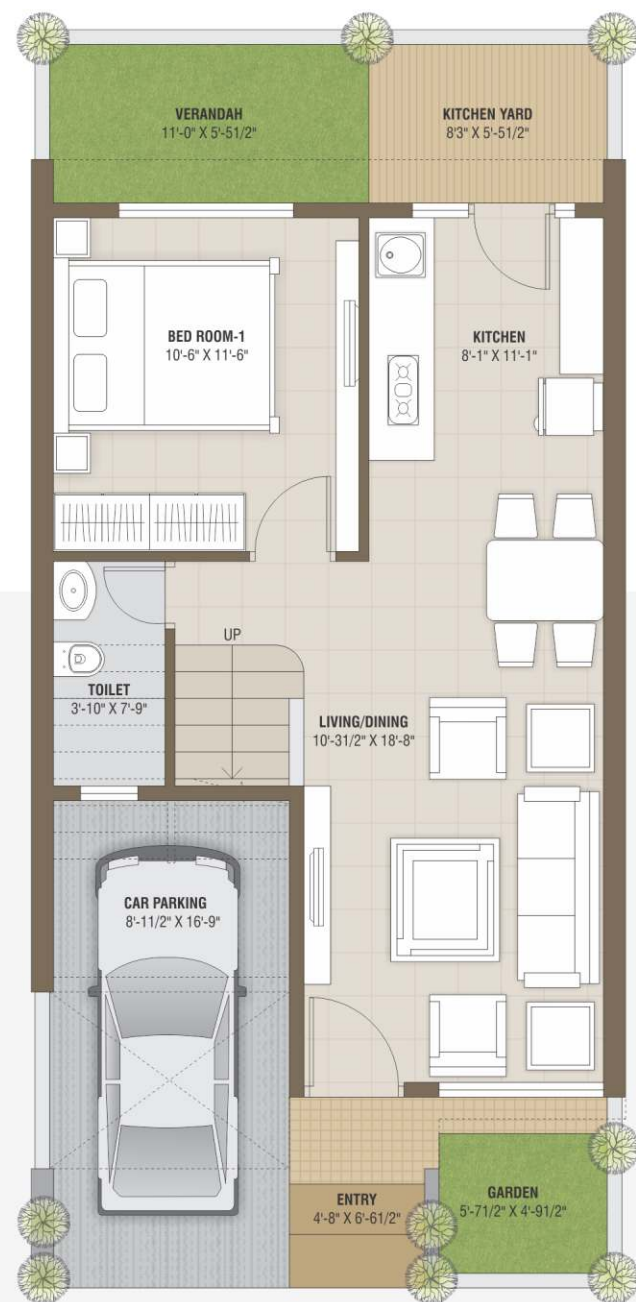 VERANDAH
11'-0" X 5'-51/2"
KITCHEN YARD
8'3" X 5'-51/2"
BED ROOM-1
10'-6" X 11'-6"
KITCHEN
8'-1" X 11'-1"
UP
TOILET
3'-10" X 7'-9"
LIVING/DINING
10'-31/2" X 18'-8"
CAR PARKING
8'-11/2" X 16'-9"
ENTRY
4'-8" X 6'-61/2"
GARDEN
5'-71/2" X 4'-91/2"